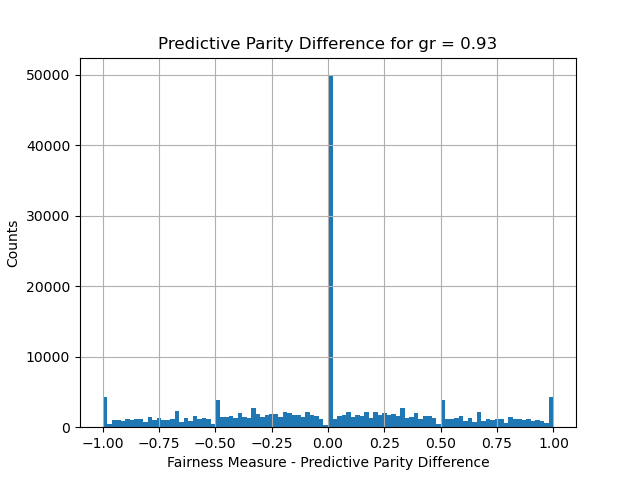 Predictive Parity Difference for gr = 0.93
50000
40000
30000
20000
10000
0
Counts
−1.00 −0.75 −0.50 −0.25 0.00 0.25 0.50 0.75 1.00
Fairness Measure - Predictive Parity Difference